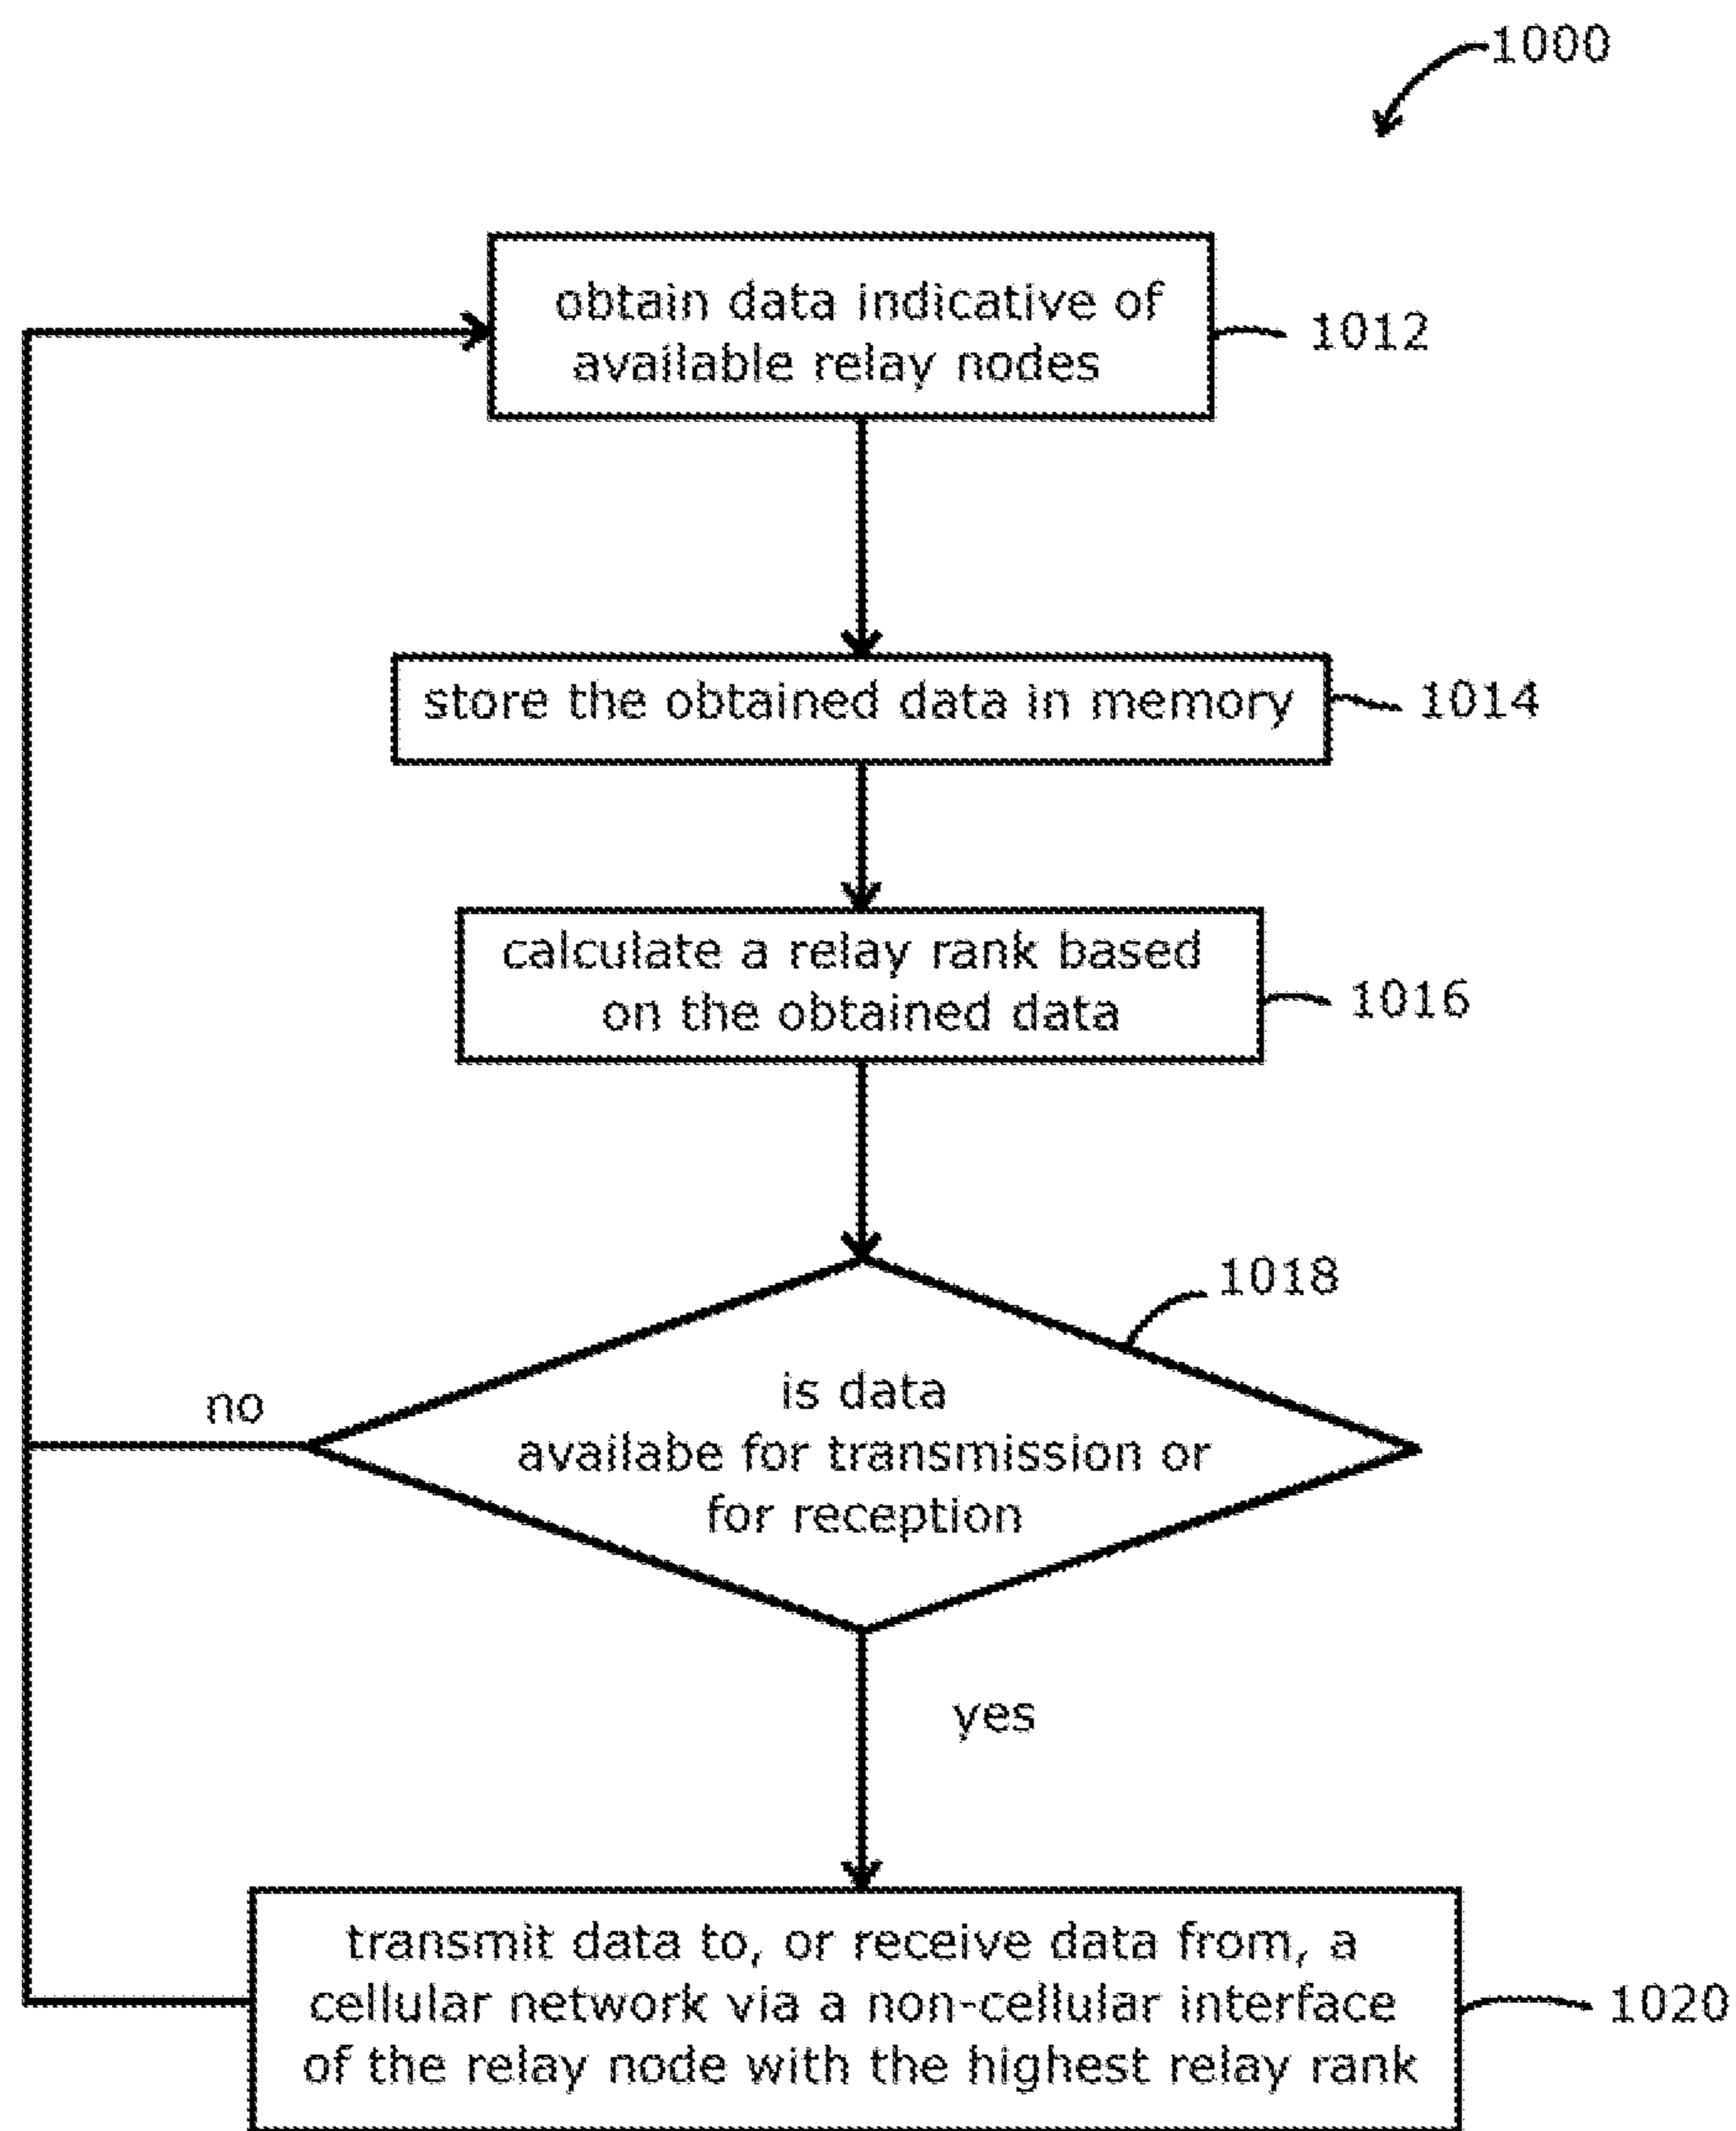 1000
obtain data indicative of
available relay nodes
1012
store the obtained data in memory
1014
calculate a relay rank based
on the obtained data
1016
1018
is data
availabe for transmission or
for reception
no
yes
transmit data to, or receive data from, a
cellular network via a non-cellular interface
of the relay node with the highest relay rank
1020